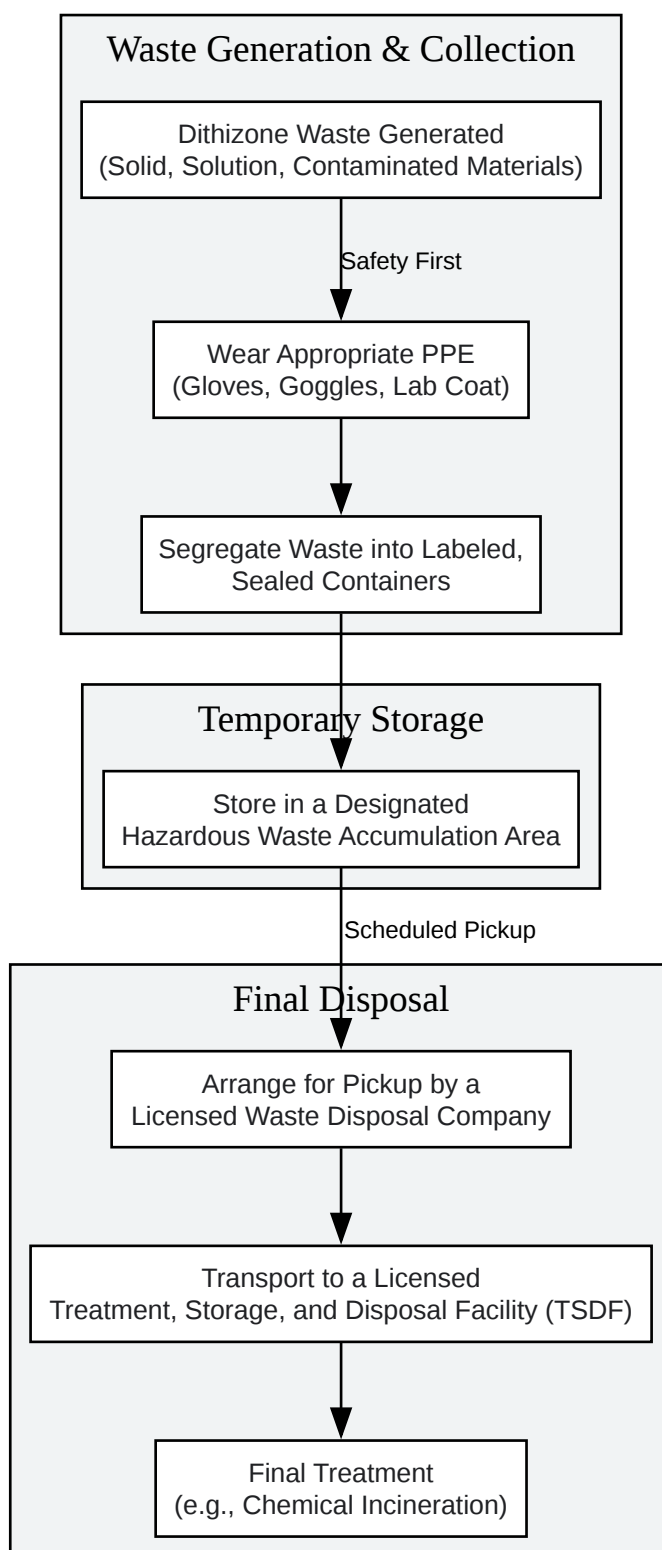 Waste Generation & Collection
Dithizone Waste Generated
(Solid, Solution, Contaminated Materials)
Safety First
Wear Appropriate PPE
(Gloves, Goggles, Lab Coat)
Segregate Waste into Labeled,
Sealed Containers
Temporary Storage
Store in a Designated
Hazardous Waste Accumulation Area
Scheduled Pickup
Final Disposal
Arrange for Pickup by a
Licensed Waste Disposal Company
Transport to a Licensed
Treatment, Storage, and Disposal Facility (TSDF)
Final Treatment
(e.g., Chemical Incineration)